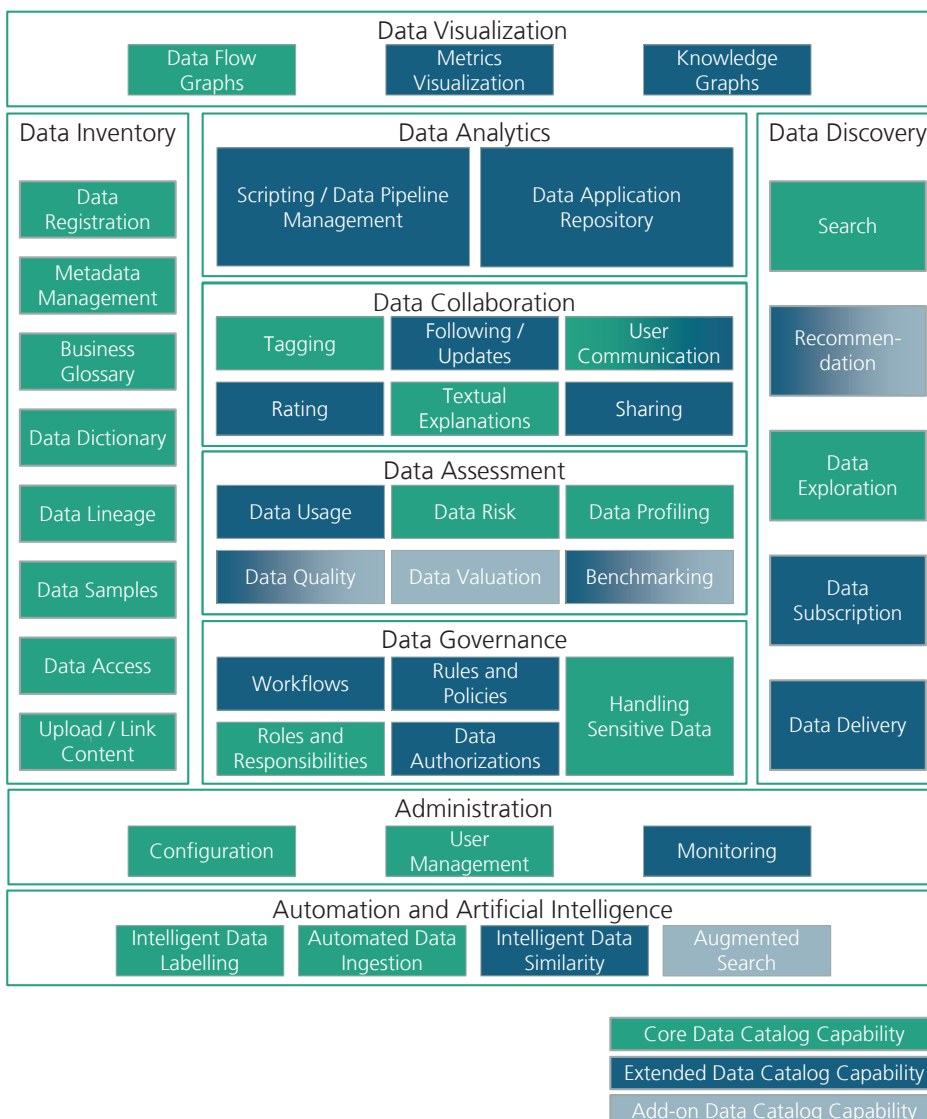 Data Visualization
Data Flow
Graphs
Metrics
Visualization
Knowledge
Graphs
Data Inventory
Data
Registration
Metadata
Management
Business
Glossary
Data Dictionary
Data Lineage
Data Samples
Data Access
Upload / Link
Content
Data Analytics
Scripting / Data Pipeline
Management
Data Application
Repository
Data Collaboration
Tagging
Following /
Updates
User
Communication
Rating
Textual
Explanations
Sharing
Data Assessment
Data Usage
Data Risk
Data Profiling
Data Quality
Data Valuation
Benchmarking
Data Governance
Workflows
Rules and
Policies
Handling
Sensitive Data
Roles and
Responsibilities
Data
Authorizations
Data Discovery
Search
Recommen-
dation
Data
Exploration
Data
Subscription
Data Delivery
Administration
Configuration
User
Management
Monitoring
Automation and Artificial Intelligence
Intelligent Data
Labelling
Automated Data
Ingestion
Intelligent Data
Similarity
Augmented
Search
Core Data Catalog Capability
Extended Data Catalog Capability
Add-on Data Catalog Capability